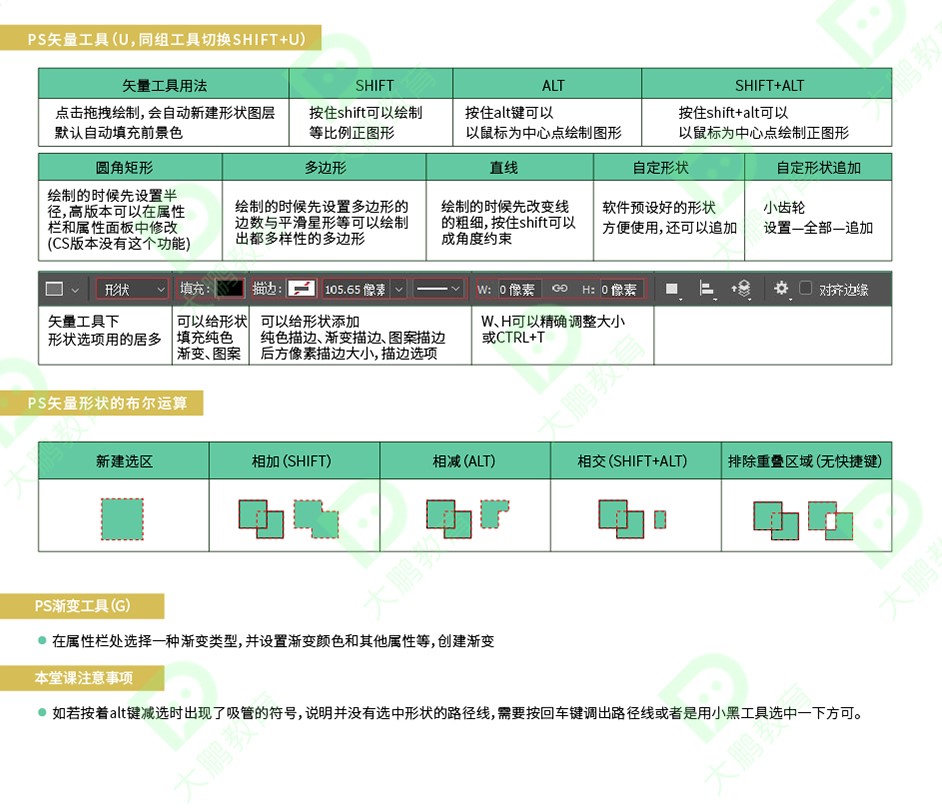 PS矢量工具(U,同组工具切换SHIFT+U)
矢量工具用法 SHIFT ALT SHIFT+ALT
点击拖拽绘制,会自动新建形状图层 按住shift可以绘制 按住alt键可以 按住shift+alt可以
默认自动填充前景色 等比例正图形 以鼠标为中心点绘制图形 以鼠标为中心点绘制正图形
圆角矩形 多边形 直线 自定形状 自定形状追加
绘制的时候先设置半
径,高版本可以在属性
栏和属性面板中修改
(CS版本没有这个功能)
绘制的时候先设置多边形的
边数与平滑星形等可以绘制
出都多样性的多边形
绘制的时候先改变线
的粗细,按住shift可以
成角度约束
软件预设好的形状
方便使用,还可以追加
小齿轮
设置—全部—追加
形状 填充: 描边: 105.65 像素 W: 0 像素 H: 0 像素 对齐边缘
矢量工具下
形状选项用的居多
可以给形状
填充纯色
渐变、图案
可以给形状添加
纯色描边、渐变描边、图案描边
后方像素描边大小,描边选项
W、H可以精确调整大小
或CTRL+T
PS矢量形状的布尔运算
新建选区 相加(SHIFT) 相减(ALT) 相交(SHIFT+ALT) 排除重叠区域(无快捷键)
PS渐变工具(G)
在属性栏处选择一种渐变类型,并设置渐变颜色和其他属性等,创建渐变
本堂课注意事项
如若按着alt键减选时出现了吸管的符号,说明并没有选中形状的路径线,需要按回车键调出路径线或者是用小黑工具选中一下方可。
大鹏教育
大鹏教育
大鹏教育
大鹏教育
大鹏教育
大鹏教育